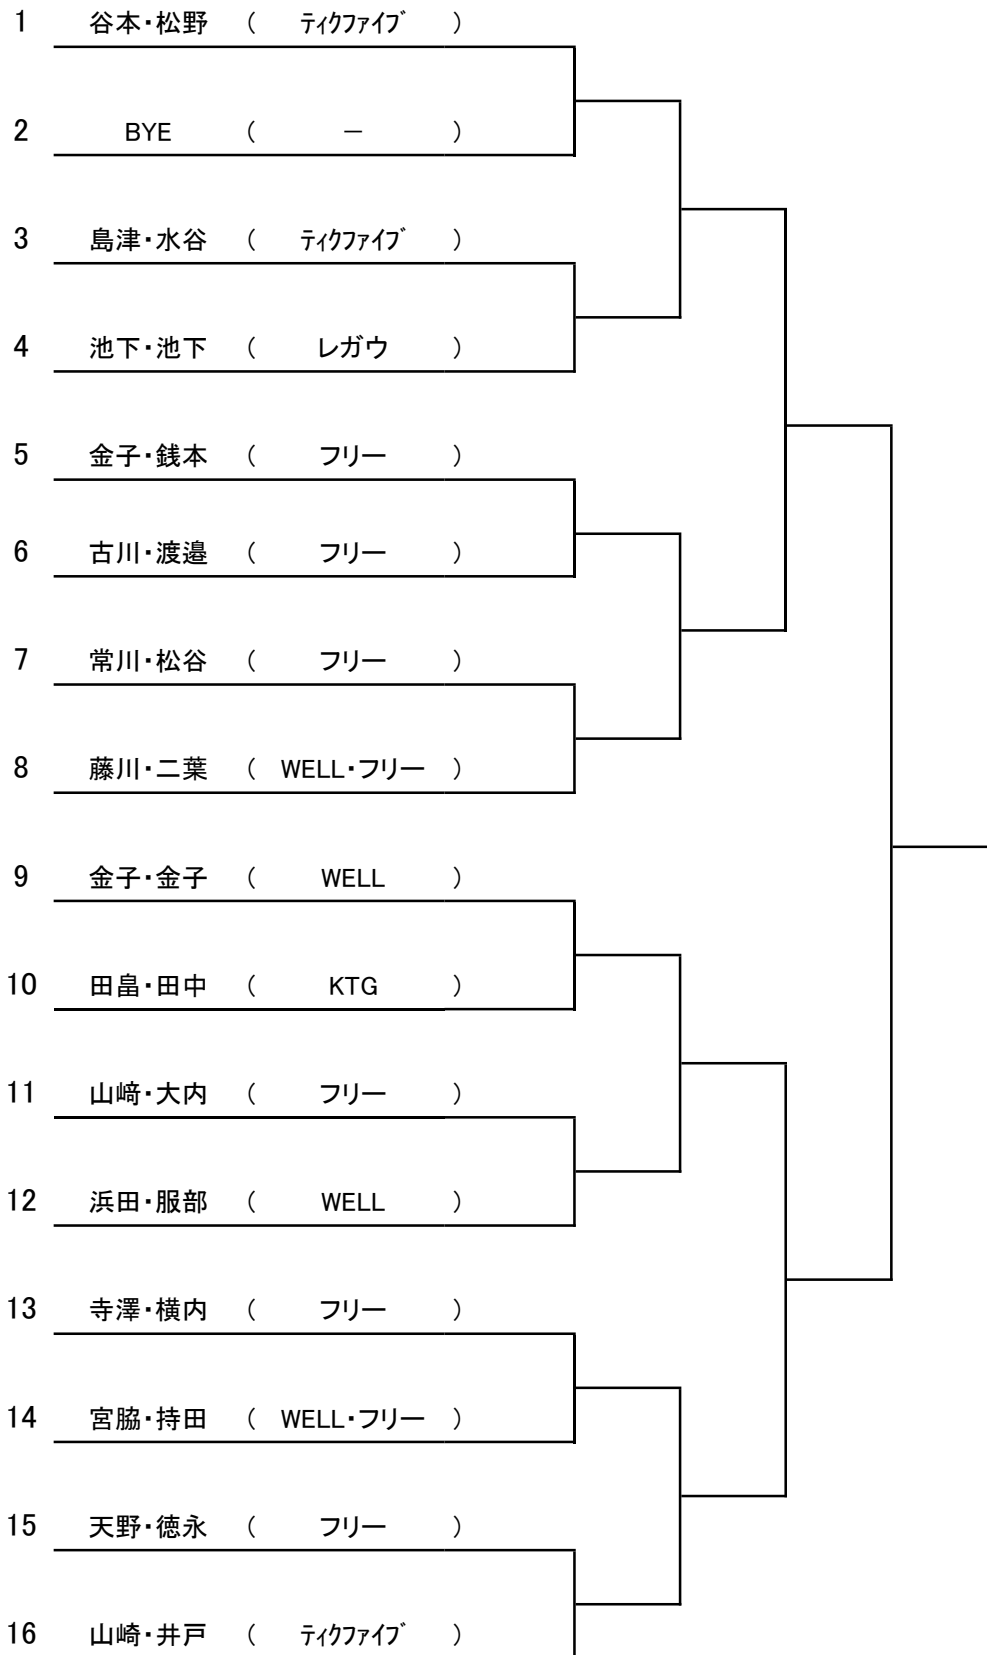 1 谷本・松野 ( ﾃｨｸﾌｧｲﾌﾞ )
2 BYE ( － )
3 島津・水谷 ( ﾃｨｸﾌｧｲﾌﾞ )
4 池下・池下 ( レガウ )
5 金子・銭本 ( フリー )
6 古川・渡邉 ( フリー )
7 常川・松谷 ( フリー )
8 藤川・二葉 ( WELL・フリー )
9 金子・金子 ( WELL )
10 田畠・田中 ( KTG )
11 山﨑・大内 ( フリー )
12 浜田・服部 ( WELL )
13 寺澤・横内 ( フリー )
14 宮脇・持田 ( WELL・フリー )
15 天野・徳永 ( フリー )
16 山崎・井戸 ( ﾃｨｸﾌｧｲﾌﾞ )